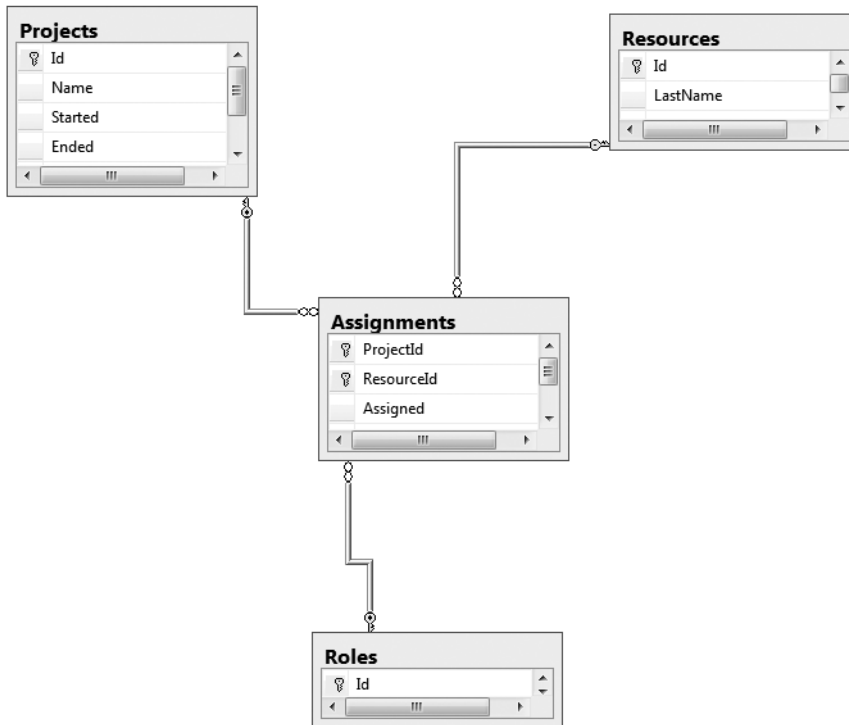 Projects
Id
Name
Started
Ended
Resources
Id
LastName
Assignments
ProjectId
ResourceId
Assigned
Roles
Id